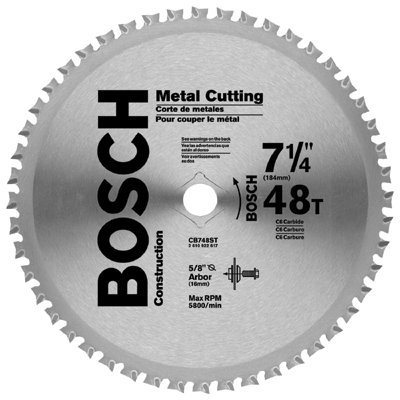 BOSCH
Construction
Metal Cutting
Corte de metales
Pour couper le métal
See warnings on the back
Vea las advertencias que
están al dorso
Voir avertissements
au dos
7 1/4"
(184mm)
48T
BOSCH
C6 Carbide
C6 Carburo
C6 Carbure
CB748ST
2 610 022 617
5/8"
Arbor
(16mm)
Max RPM
5800/min